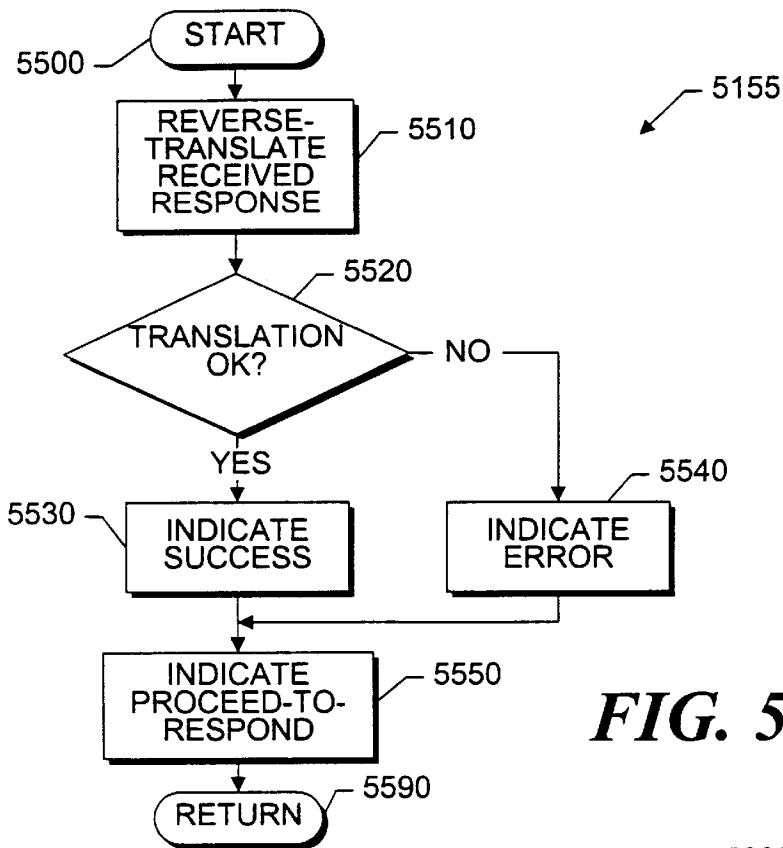 START
5500
5155
REVERSE-
TRANSLATE
RECEIVED
RESPONSE
5510
5520
TRANSLATION
OK?
NO
YES
5530
INDICATE
SUCCESS
5540
INDICATE
ERROR
INDICATE
PROCEED-TO-
RESPOND
5550
FIG. 5
RETURN
5590